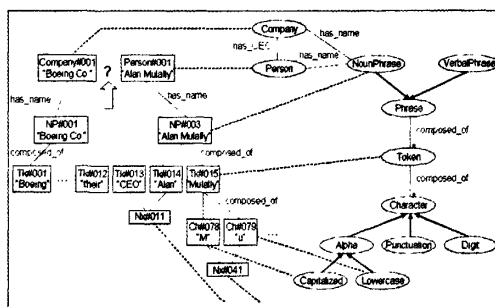 Company
Company#001
"Boeing Co."
Person#001
"Alan Mulally"
?
has_CEO
has_name
Person
NounPhrase
VerbalPhrase
has_name
has_name
has_name
NP#001
"Boeing Co."
NP#003
"Alan Mulally"
Phrase
composed_of
composed_of
composed_of
Tk#001
"Boeing"
...
Tk#012
"their"
Tk#013
"CEO"
Tk#014
"Alan"
Tk#015
"Mulally"
Token
composed_of
composed_of
Nx#011
Ch#078
"M"
Ch#079
"u"
...
Character
Alpha
Punctuation
Digit
Nx#041
Capitalized
Lowercase